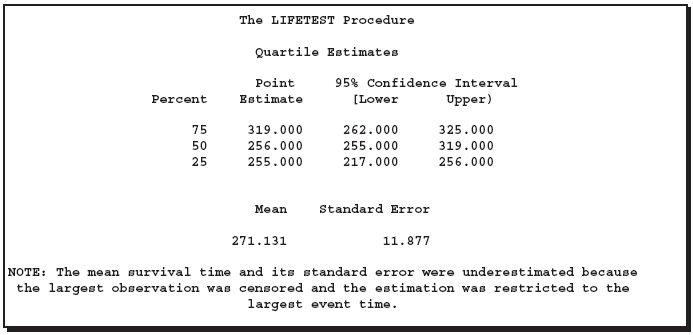 The LIFETEST Procedure
Quartile Estimates
Point 95% Confidence Interval
Percent Estimate [Lower Upper)
75 319.000 262.000 325.000
50 256.000 255.000 319.000
25 255.000 217.000 256.000
Mean Standard Error
271.131 11.877
NOTE: The mean survival time and its standard error were underestimated because
the largest observation was censored and the estimation was restricted to the
largest event time.